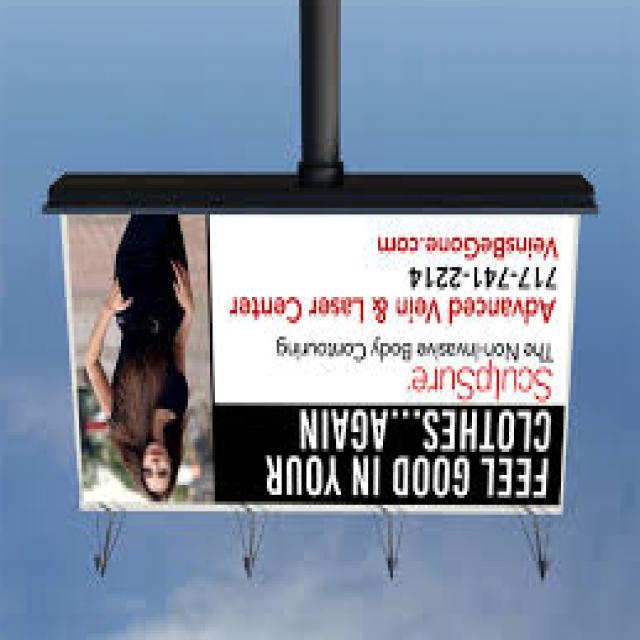 FEEL GOOD IN YOUR
CLOTHES...AGAIN
SculpSure
The Non-Invasive Body Contouring
Advanced Vein & Laser Center
717-741-2214
VeinsBeGone.com